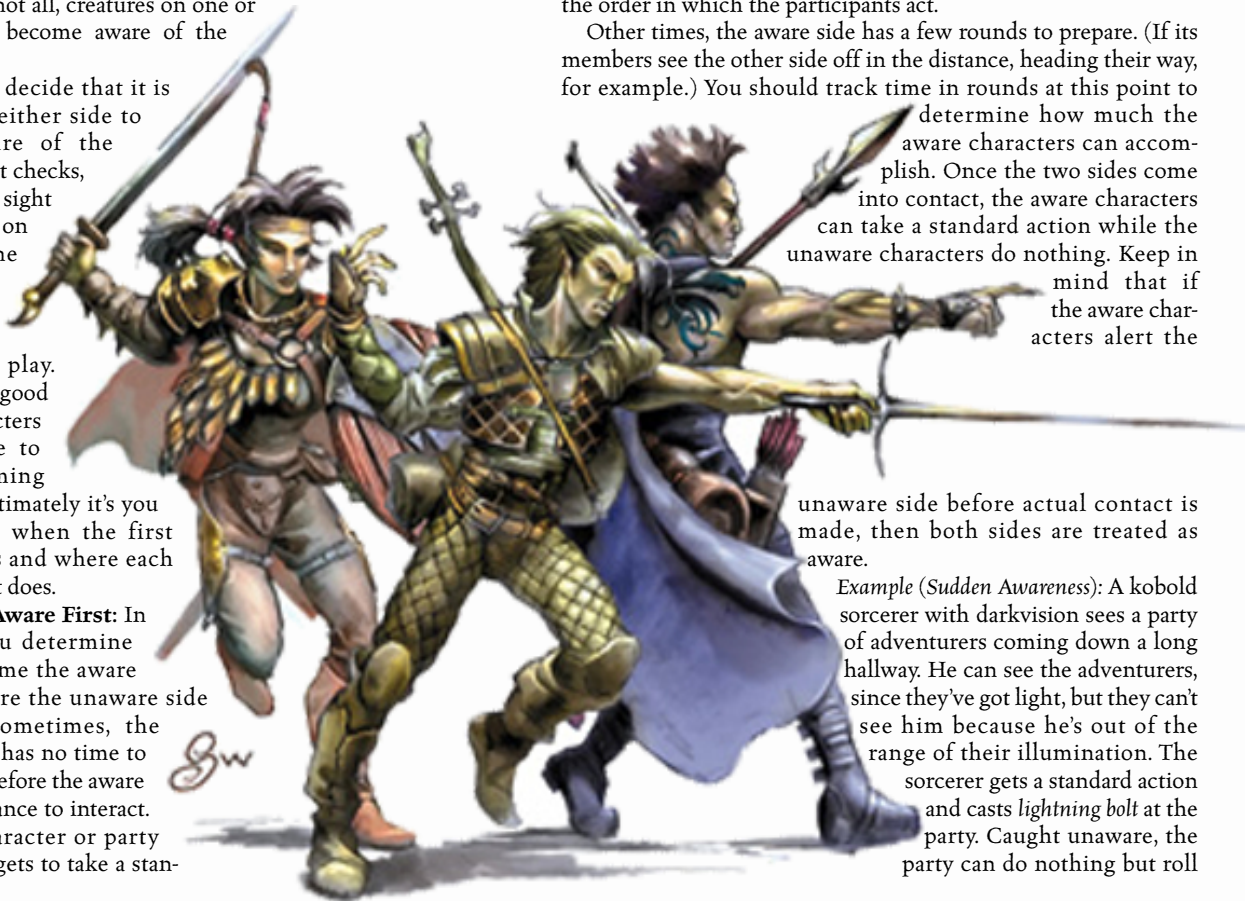 not all, creatures on one or
become aware of the
decide that it is
either side to
re of the
t checks,
sight
on
ne
play.
good
cters
e to
ning
timately it's you
when the first
s and where each
t does.
Aware First: In
u determine
me the aware
re the unaware side
ometimes, the
has no time to
efore the aware
ance to interact.
aracter or party
gets to take a stan-
the order in which the participants act.
Other times, the aware side has a few rounds to prepare. (If its
members see the other side off in the distance, heading their way,
for example.) You should track time in rounds at this point to
determine how much the
aware characters can accom-
plish. Once the two sides come
into contact, the aware characters
can take a standard action while the
unaware characters do nothing. Keep in
mind that if
the aware char-
acters alert the
unaware side before actual contact is
made, then both sides are treated as
aware.
Example (Sudden Awareness): A kobold
sorcerer with darkvision sees a party
of adventurers coming down a long
hallway. He can see the adventurers,
since they've got light, but they can't
see him because he's out of the
range of their illumination. The
sorcerer gets a standard action
and casts lightning bolt at the
party. Caught unaware, the
party can do nothing but roll